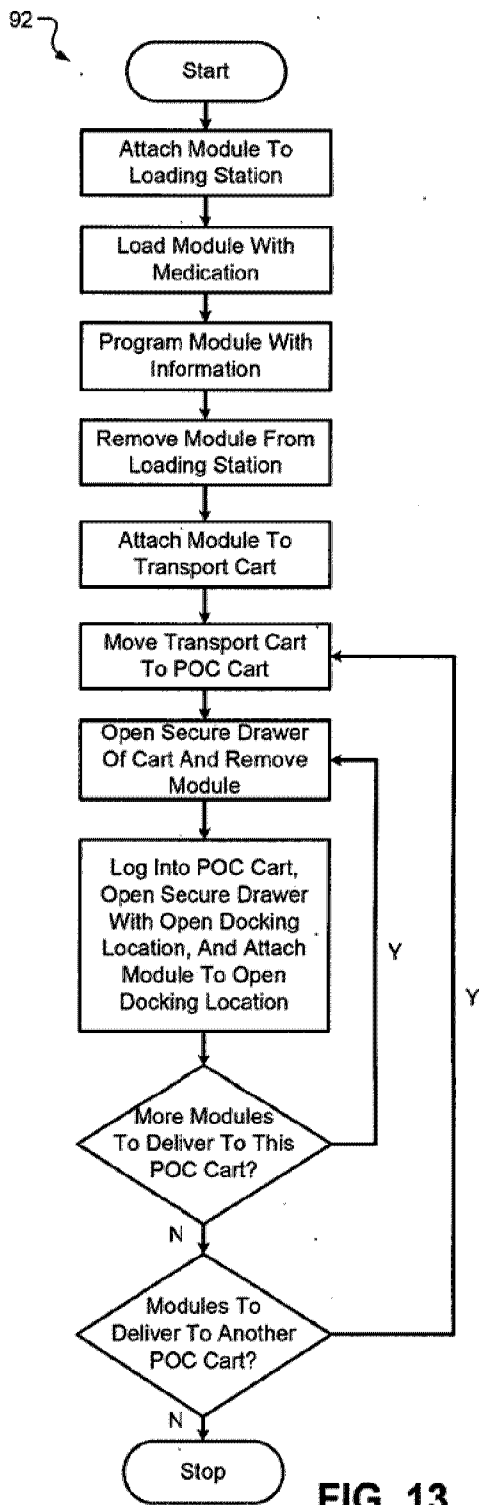 92
Start
Attach Module To
Loading Station
Load Module With
Medication
Program Module With
Information
Remove Module From
Loading Station
Attach Module To
Transport Cart
Move Transport Cart
To POC Cart
Open Secure Drawer
Of Cart And Remove
Module
Log Into POC Cart,
Open Secure Drawer
With Open Docking
Location, And Attach
Module To Open
Docking Location
Y
Y
More Modules
To Deliver To This
POC Cart?
N
Modules To
Deliver To Another
POC Cart?
N
Stop
FIG. 13